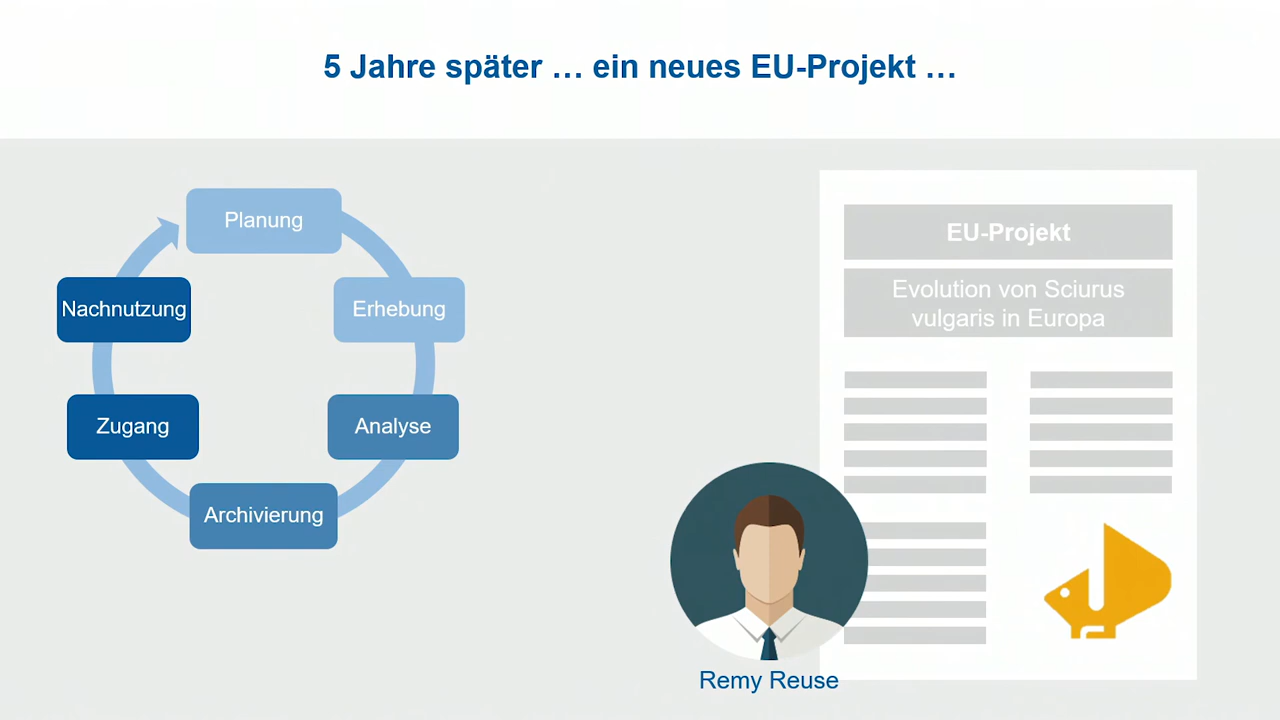 5 Jahre später … ein neues EU-Projekt …
Planung
Erhebung
Analyse
Archivierung
Zugang
Nachnutzung
EU-Projekt
Evolution von Sciurus
vulgaris in Europa
Remy Reuse